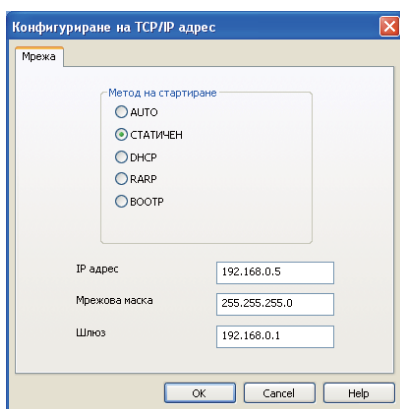 Конфигуриране на TCP/IP адрес
Мрежа
Метод на стартиране
AUTO
СТАТИЧЕН
DHCP
RARP
BOOTP
IP адрес 192.168.0.5
Мрежова маска 255.255.255.0
Шлюз 192.168.0.1
OK Cancel Help